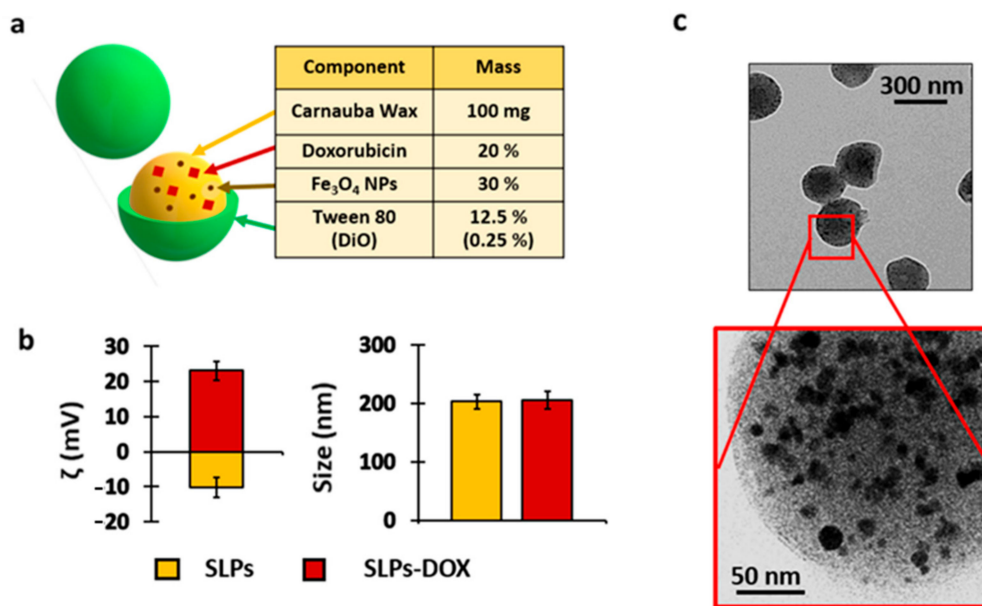 a
Component Mass
Carnauba Wax 100 mg
Doxorubicin 20 %
Fe₃O₄ NPs 30 %
Tween 80 12.5 %
(DiO) (0.25 %)
b
ζ (mV)
30
20
10
0
-10
-20
Size (nm)
300
200
100
0
SLPs SLPs-DOX
c
300 nm
50 nm